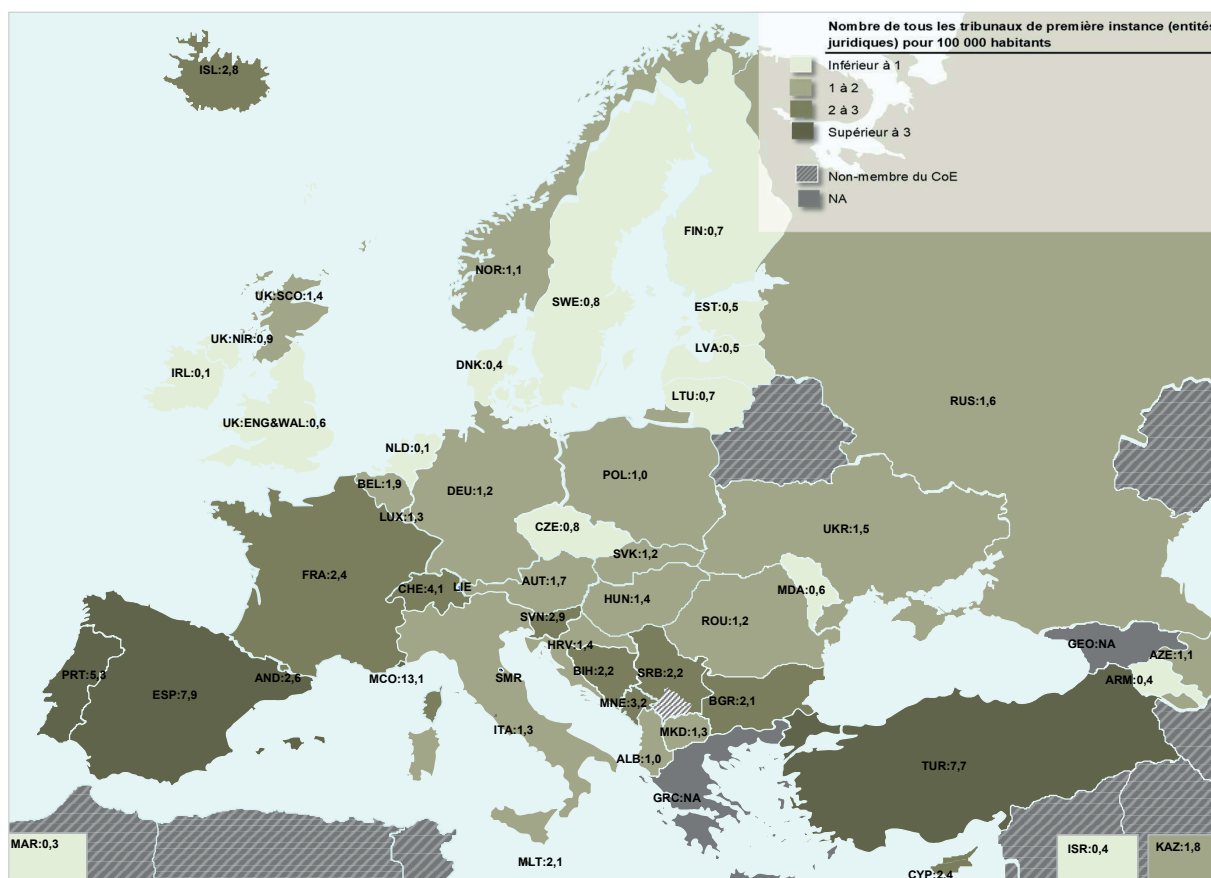 Nombre de tous les tribunaux de première instance (entités
juridiques) pour 100 000 habitants
Inférieur à 1
1 à 2
2 à 3
Supérieur à 3
Non-membre du CoE
NA
ISL:2,8
FIN:0,7
NOR:1,1
SWE:0,8
UK:SCO:1,4
EST:0,5
UK:NIR:0,9
LVA:0,5
DNK:0,4
IRL:0,1
LTU:0,7
RUS:1,6
UK:ENG&WAL:0,6
NLD:0,1
POL:1,0
BEL:1,9
DEU:1,2
LUX:1,3
CZE:0,8
UKR:1,5
SVK:1,2
FRA:2,4
AUT:1,7
CHE:4,1
LIE
MDA:0,6
HUN:1,4
SVN:2,9
ROU:1,2
HRV:1,4
GEO:NA
AZE:1,1
PRT:5,3
AND:2,6
MCO:13,1
SMR
BIH:2,2
SRB:2,2
ARM:0,4
ESP:7,9
MNE:3,2
BGR:2,1
ITA:1,3
MKD:1,3
ALB:1,0
TUR:7,7
GRC:NA
MAR:0,3
MLT:2,1
ISR:0,4
KAZ:1,8
CYP:2,4